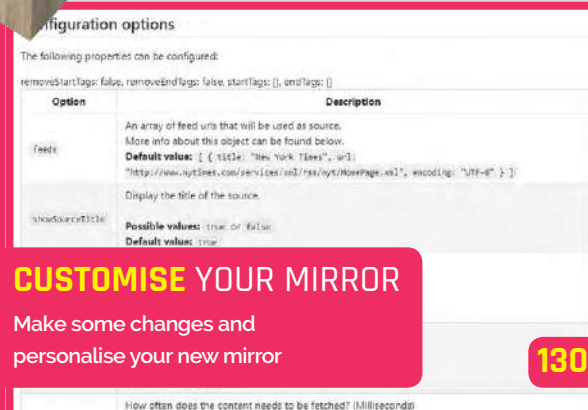 nfiguration options
The following properties can be configured:
removeStartTags: false, removeEndTags: false, startTags: [], endTags: []
Option Description
feeds
An array of feed urls that will be used as source.
More info about this object can be found below.
Default value: [ { title: "New York Times", url:
"http://www.nytimes.com/services/xml/rss/nyt/HomePage.xml", encoding: "UTF-8" } ]
showSourceTitle
Display the title of the source.
Possible values: true or false
Default value: true
CUSTOMISE YOUR MIRROR
Make some changes and
personalise your new mirror
130
How often does the content needs to be fetched? (Milliseconds)